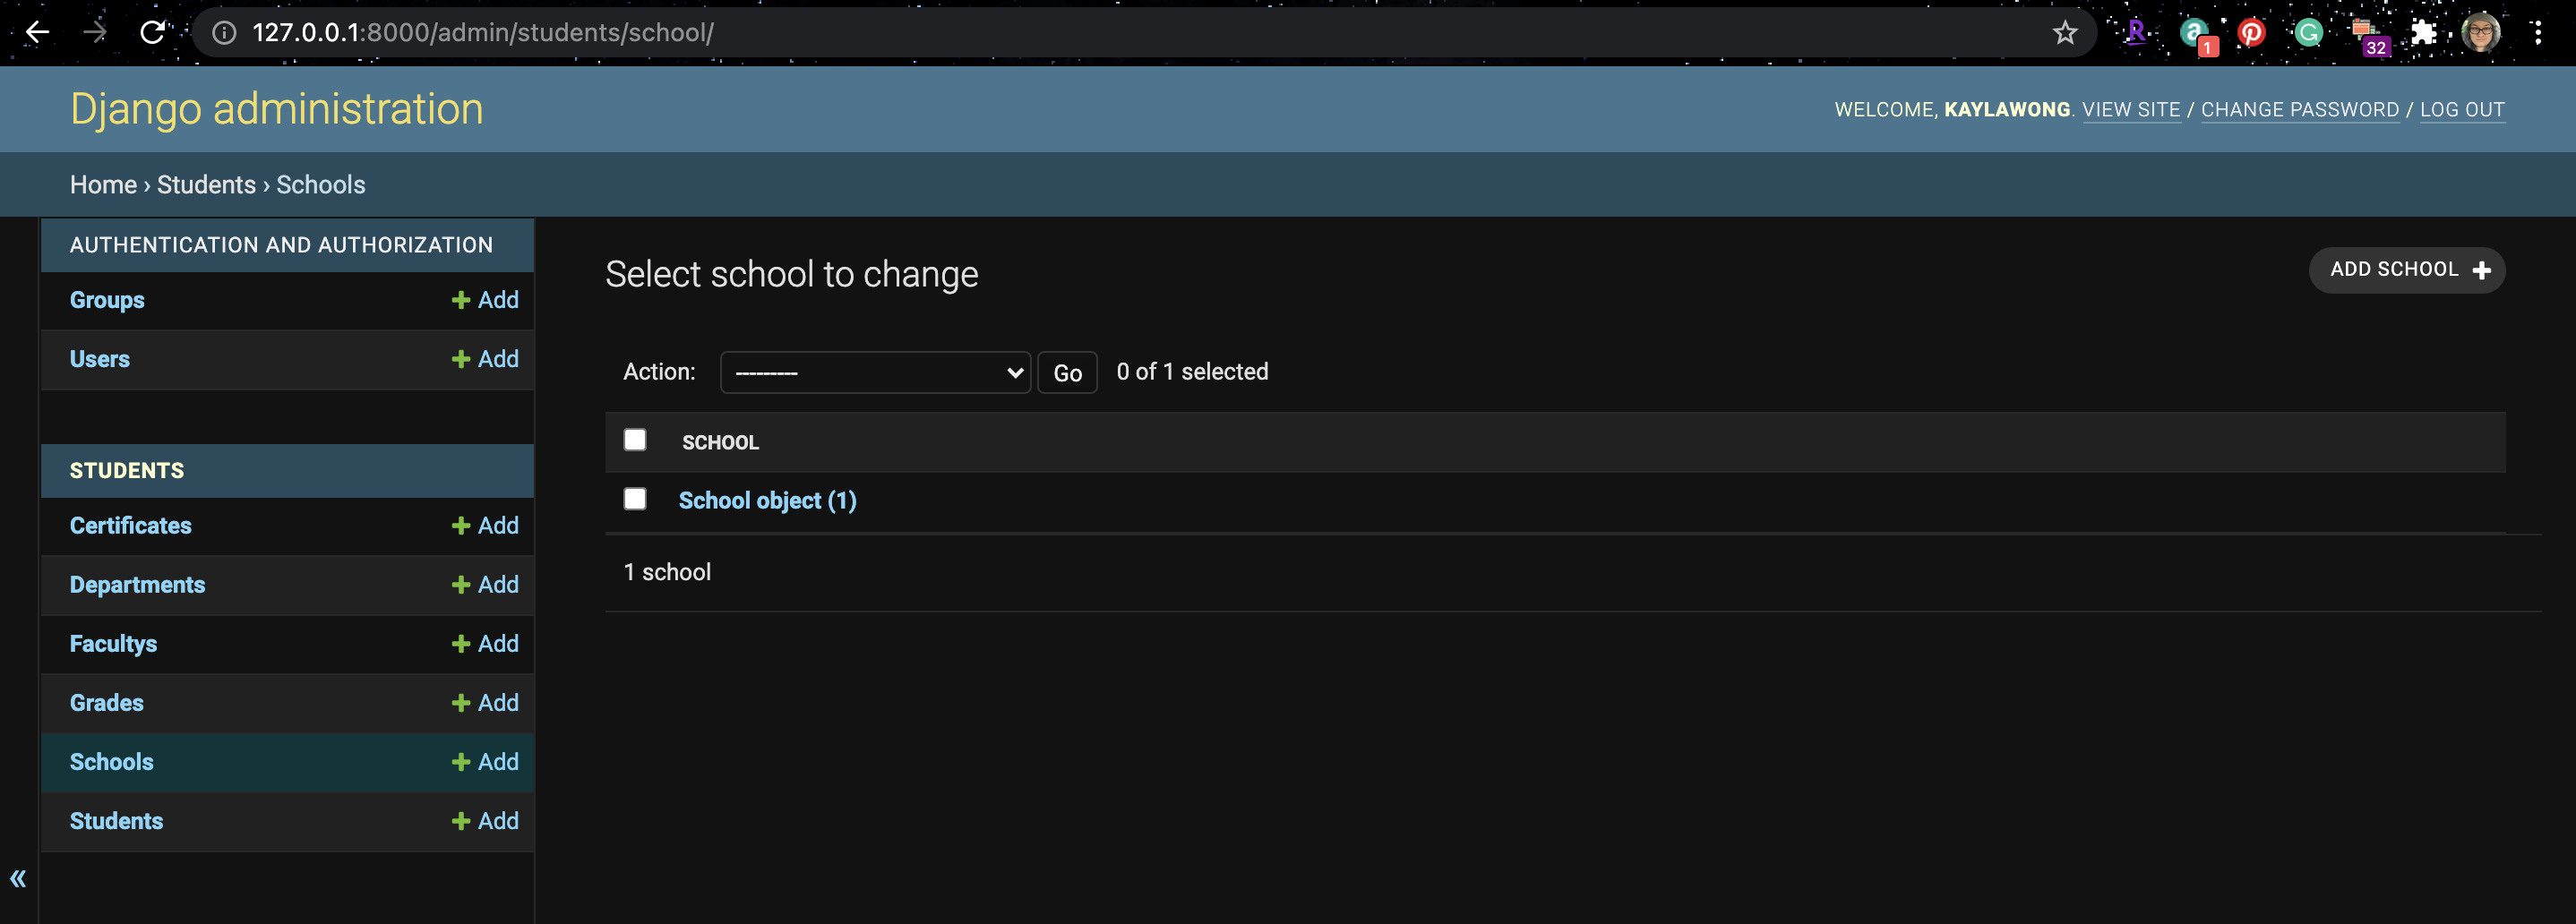 127.0.0.1:8000/admin/students/school/
R
a
1
G
32
Django administration
WELCOME, KAYLAWONG. VIEW SITE / CHANGE PASSWORD / LOG OUT
Home › Students › Schools
AUTHENTICATION AND AUTHORIZATION
Groups + Add
Users + Add
STUDENTS
Certificates + Add
Departments + Add
Facultys + Add
Grades + Add
Schools + Add
Students + Add
«
Select school to change
ADD SCHOOL +
Action: --------- Go 0 of 1 selected
SCHOOL
School object (1)
1 school